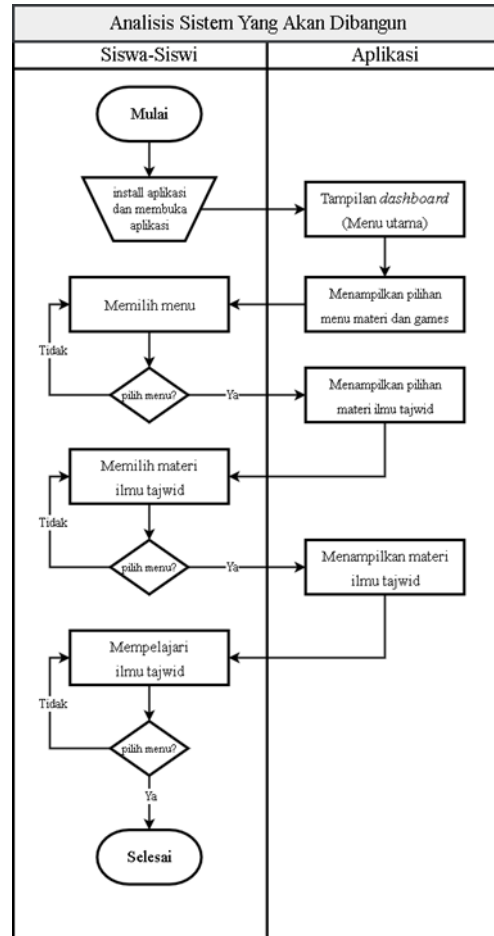 Analisis Sistem Yang Akan Dibangun
Siswa-Siswi
Aplikasi
Mulai
install aplikasi
dan membuka
aplikasi
Tampilan dashboard
(Menu utama)
Menampilkan pilihan
menu materi dan games
Memilih menu
Tidak
pilih menu?
Ya
Menampilkan pilihan
materi ilmu tajwid
Memilih materi
ilmu tajwid
Tidak
pilih menu?
Ya
Menampilkan materi
ilmu tajwid
Mempelajari
ilmu tajwid
Tidak
pilih menu?
Ya
Selesai